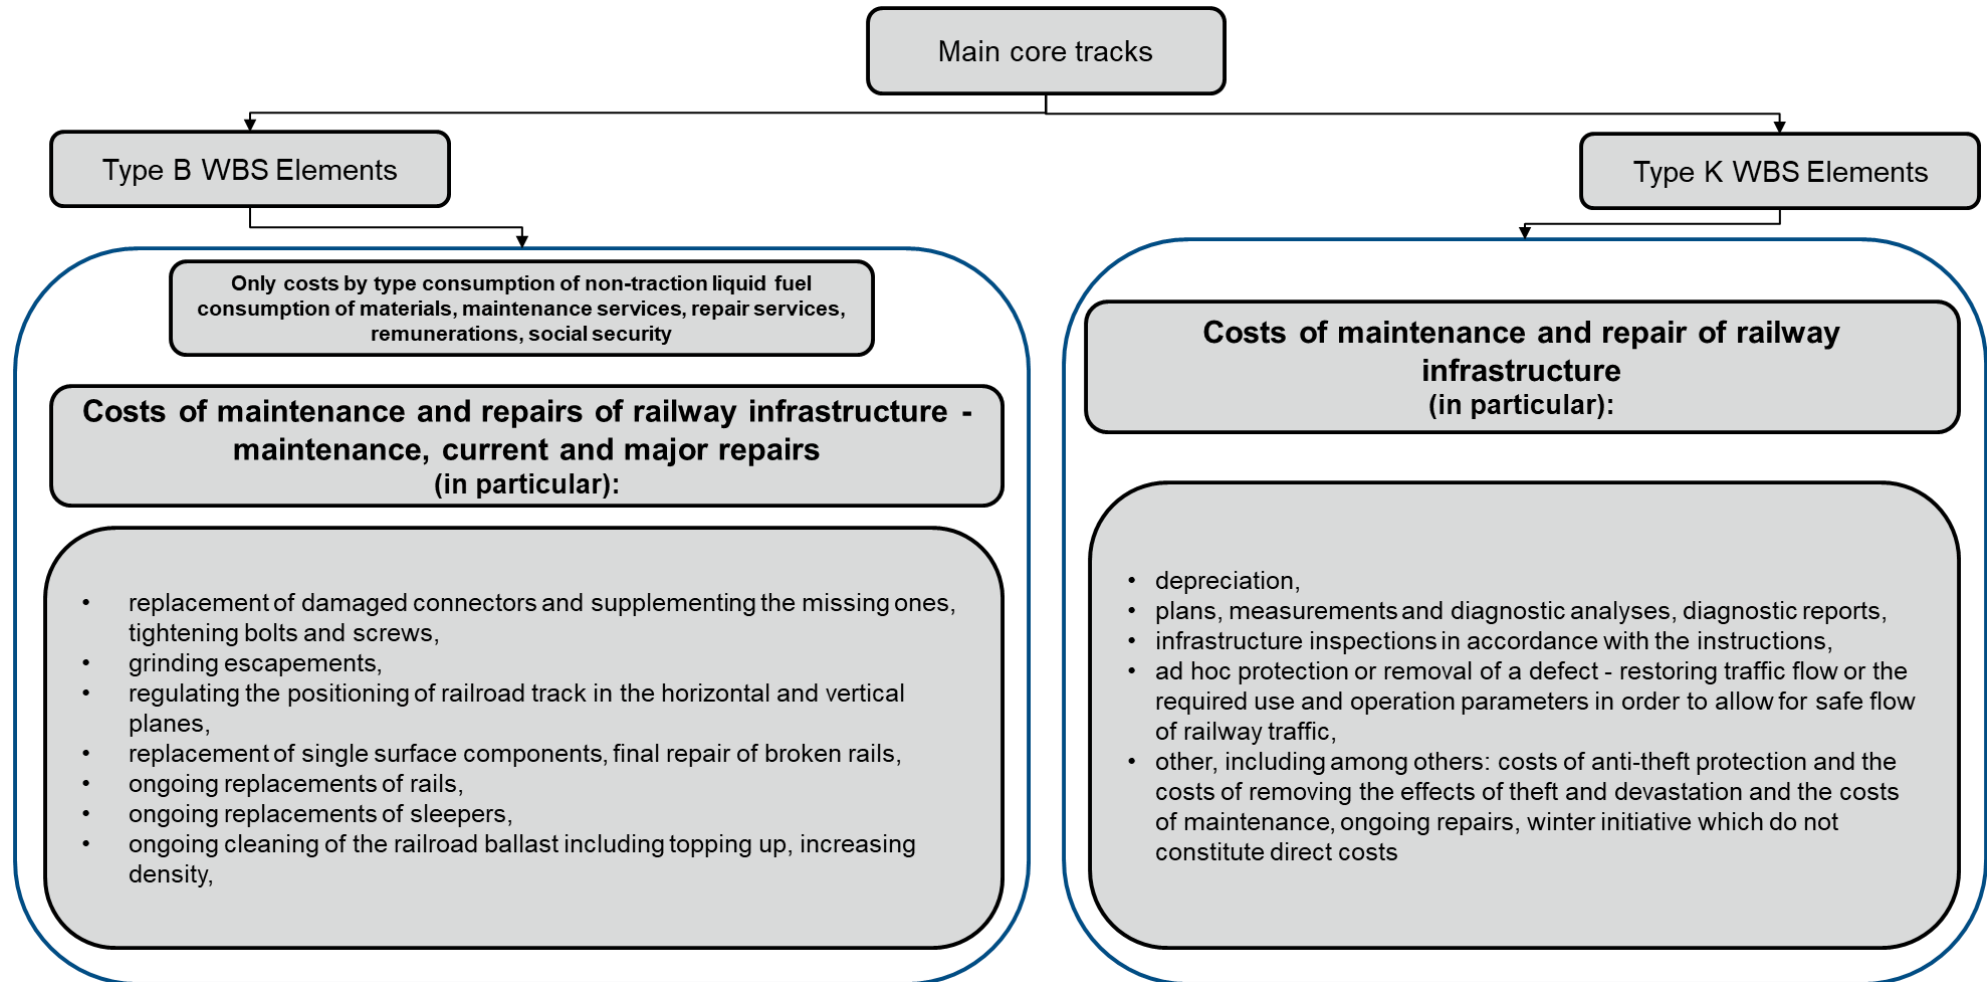 Main core tracks
Type B WBS Elements
Type K WBS Elements
Only costs by type consumption of non-traction liquid fuel
consumption of materials, maintenance services, repair services,
remunerations, social security
Costs of maintenance and repairs of railway infrastructure -
maintenance, current and major repairs
(in particular):
• replacement of damaged connectors and supplementing the missing ones,
tightening bolts and screws,
• grinding escapements,
• regulating the positioning of railroad track in the horizontal and vertical
planes,
• replacement of single surface components, final repair of broken rails,
• ongoing replacements of rails,
• ongoing replacements of sleepers,
• ongoing cleaning of the railroad ballast including topping up, increasing
density,
Costs of maintenance and repair of railway
infrastructure
(in particular):
• depreciation,
• plans, measurements and diagnostic analyses, diagnostic reports,
• infrastructure inspections in accordance with the instructions,
• ad hoc protection or removal of a defect - restoring traffic flow or the
required use and operation parameters in order to allow for safe flow
of railway traffic,
• other, including among others: costs of anti-theft protection and the
costs of removing the effects of theft and devastation and the costs
of maintenance, ongoing repairs, winter initiative which do not
constitute direct costs